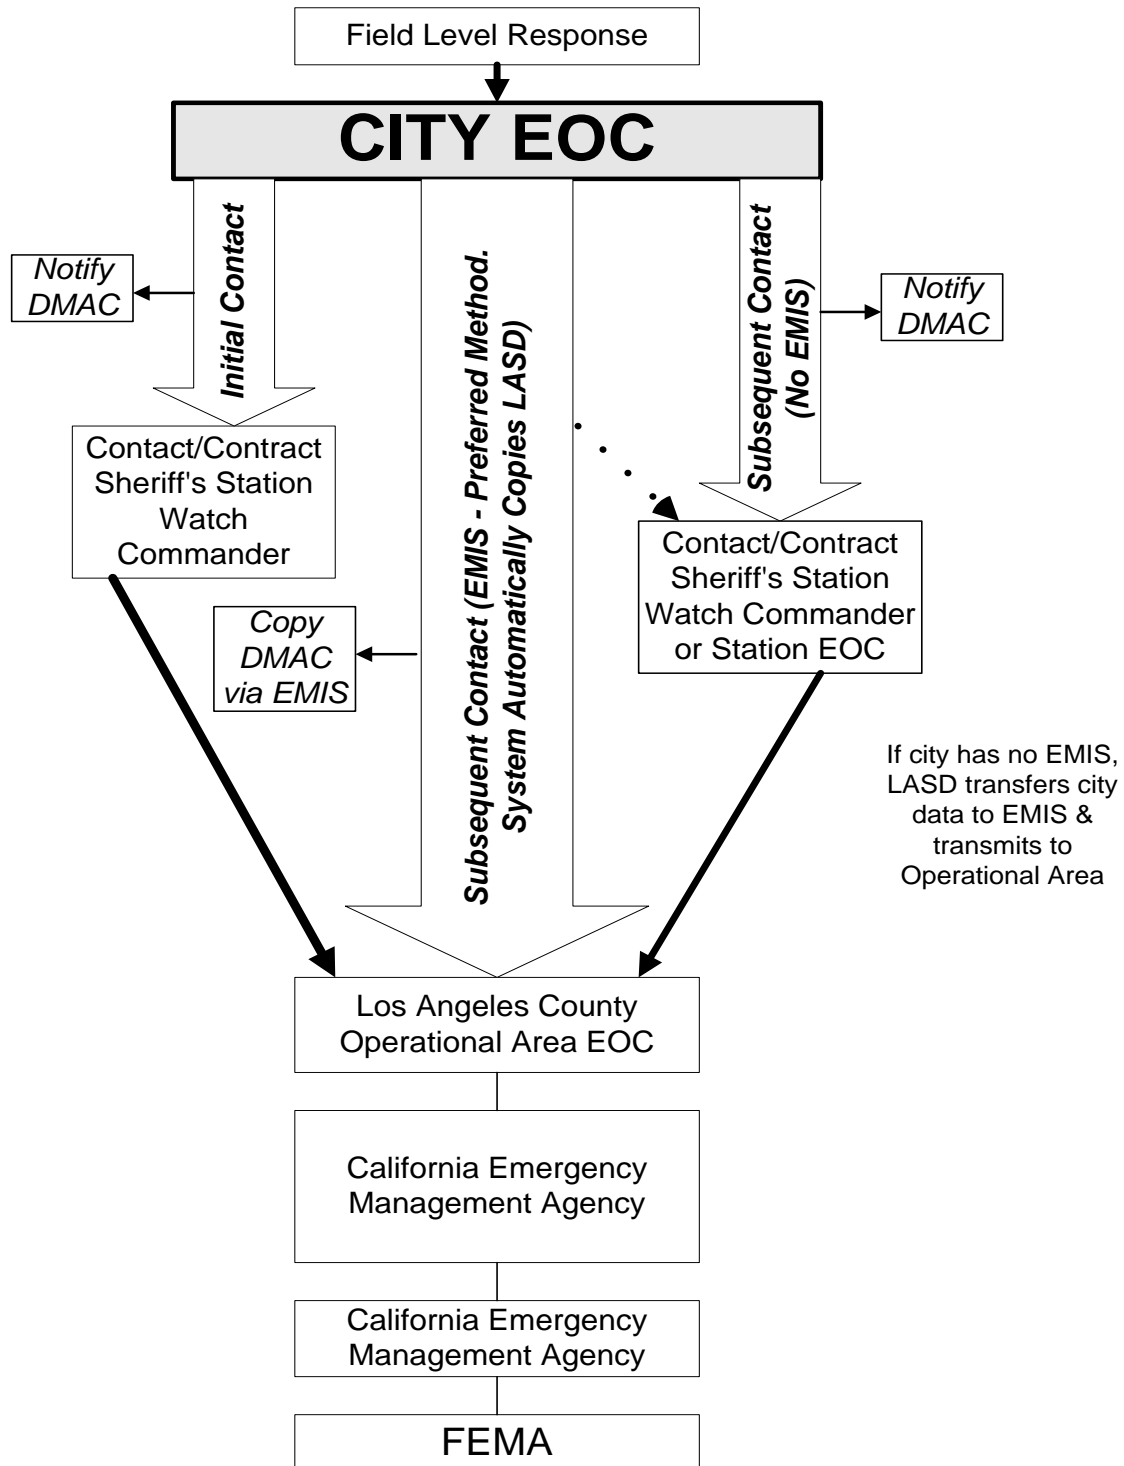 Field Level Response
CITY EOC
Initial Contact
Notify
DMAC
Subsequent Contact (EMIS - Preferred Method.
System Automatically Copies LASD)
Subsequent Contact
(No EMIS)
Notify
DMAC
Contact/Contract
Sheriff's Station
Watch
Commander
Contact/Contract
Sheriff's Station
Watch Commander
or Station EOC
Copy
DMAC
via EMIS
If city has no EMIS,
LASD transfers city
data to EMIS &
transmits to
Operational Area
Los Angeles County
Operational Area EOC
California Emergency
Management Agency
California Emergency
Management Agency
FEMA